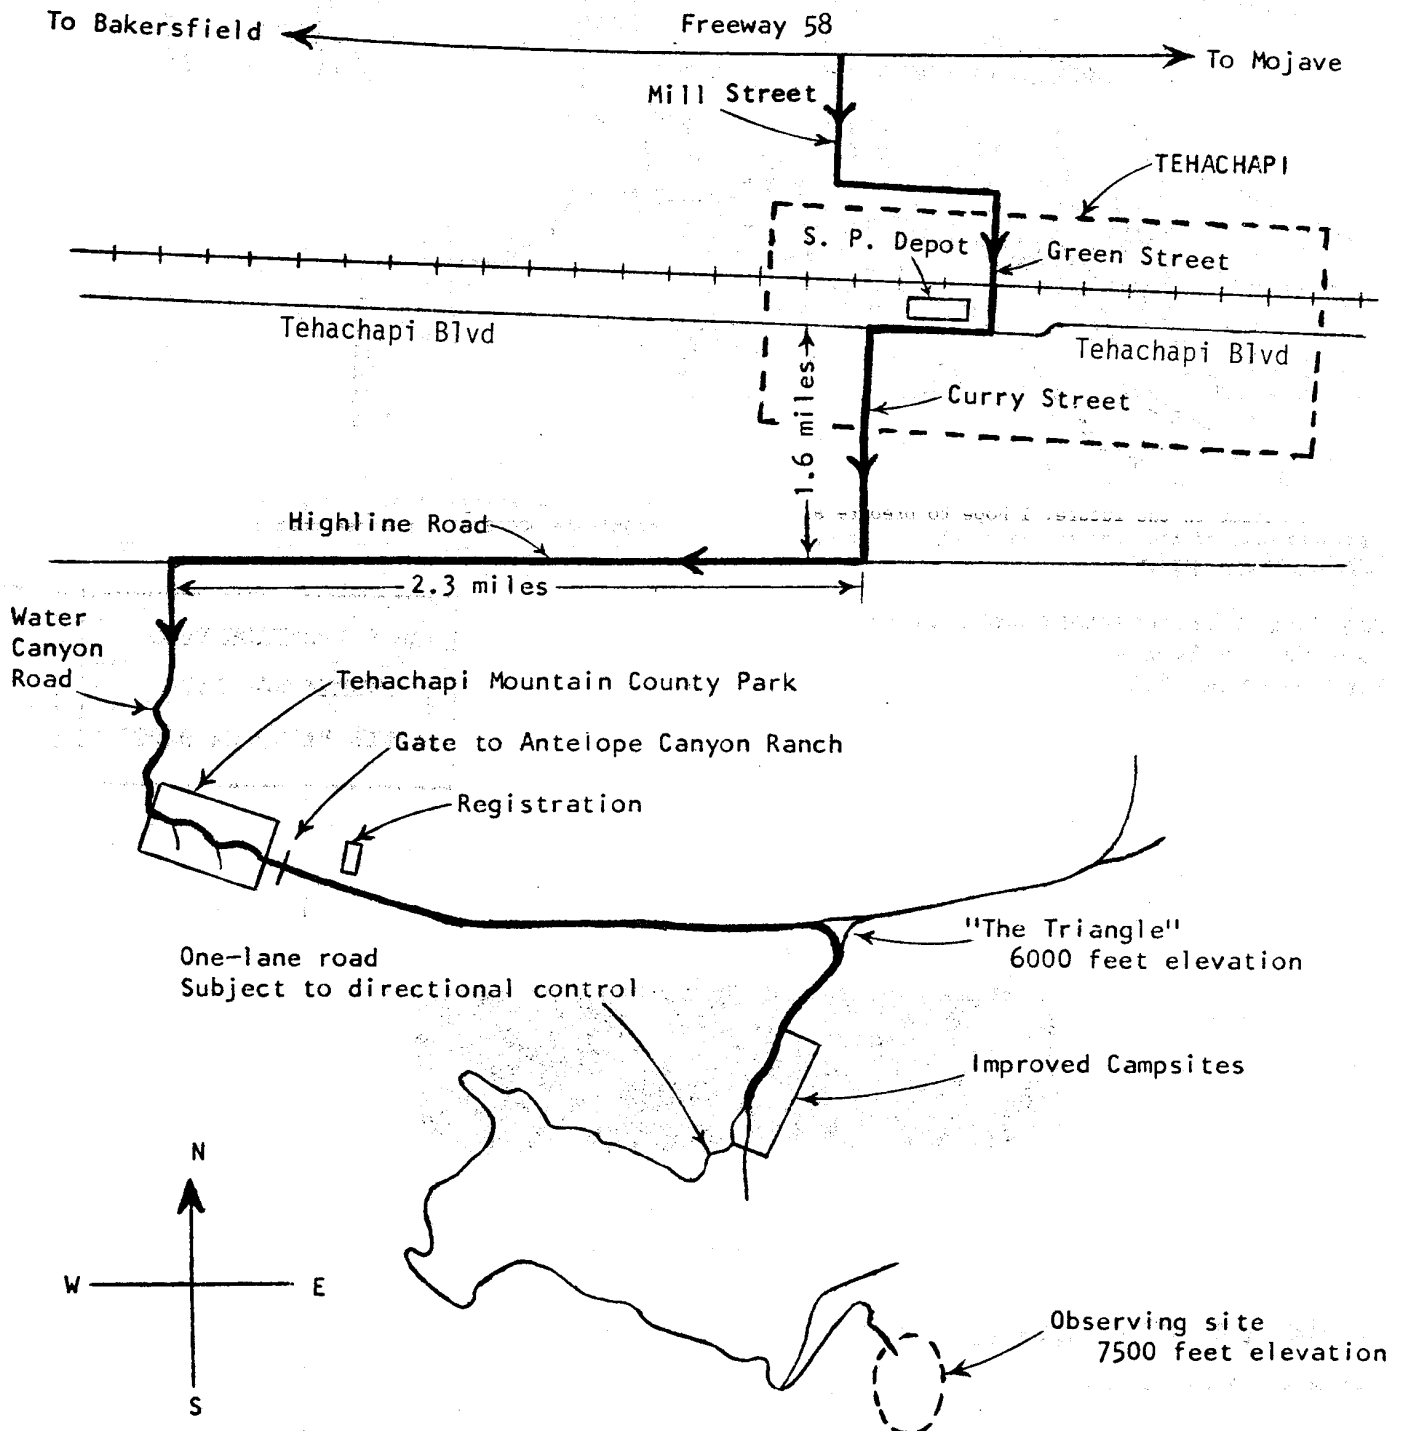 To Bakersfield
Freeway 58
To Mojave
Mill Street
TEHACHAPI
S. P. Depot
Green Street
Tehachapi Blvd
Tehachapi Blvd
1.6 miles
Curry Street
Highline Road
2.3 miles
Water
Canyon
Road
Tehachapi Mountain County Park
Gate to Antelope Canyon Ranch
Registration
"The Triangle"
6000 feet elevation
One-lane road
Subject to directional control
Improved Campsites
N
W
E
S
Observing site
7500 feet elevation